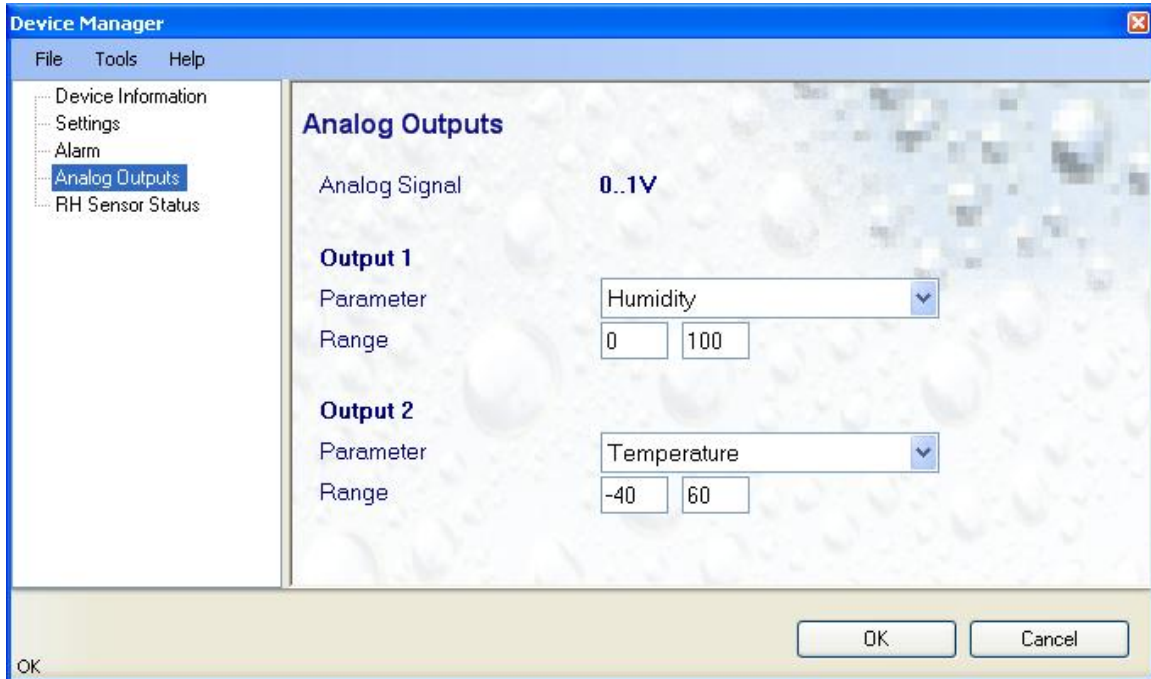 Device Manager
File Tools Help
Device Information
Settings
Alarm
Analog Outputs
RH Sensor Status
Analog Outputs
Analog Signal 0..1V
Output 1
Parameter Humidity
Range 0 100
Output 2
Parameter Temperature
Range -40 60
OK Cancel
OK